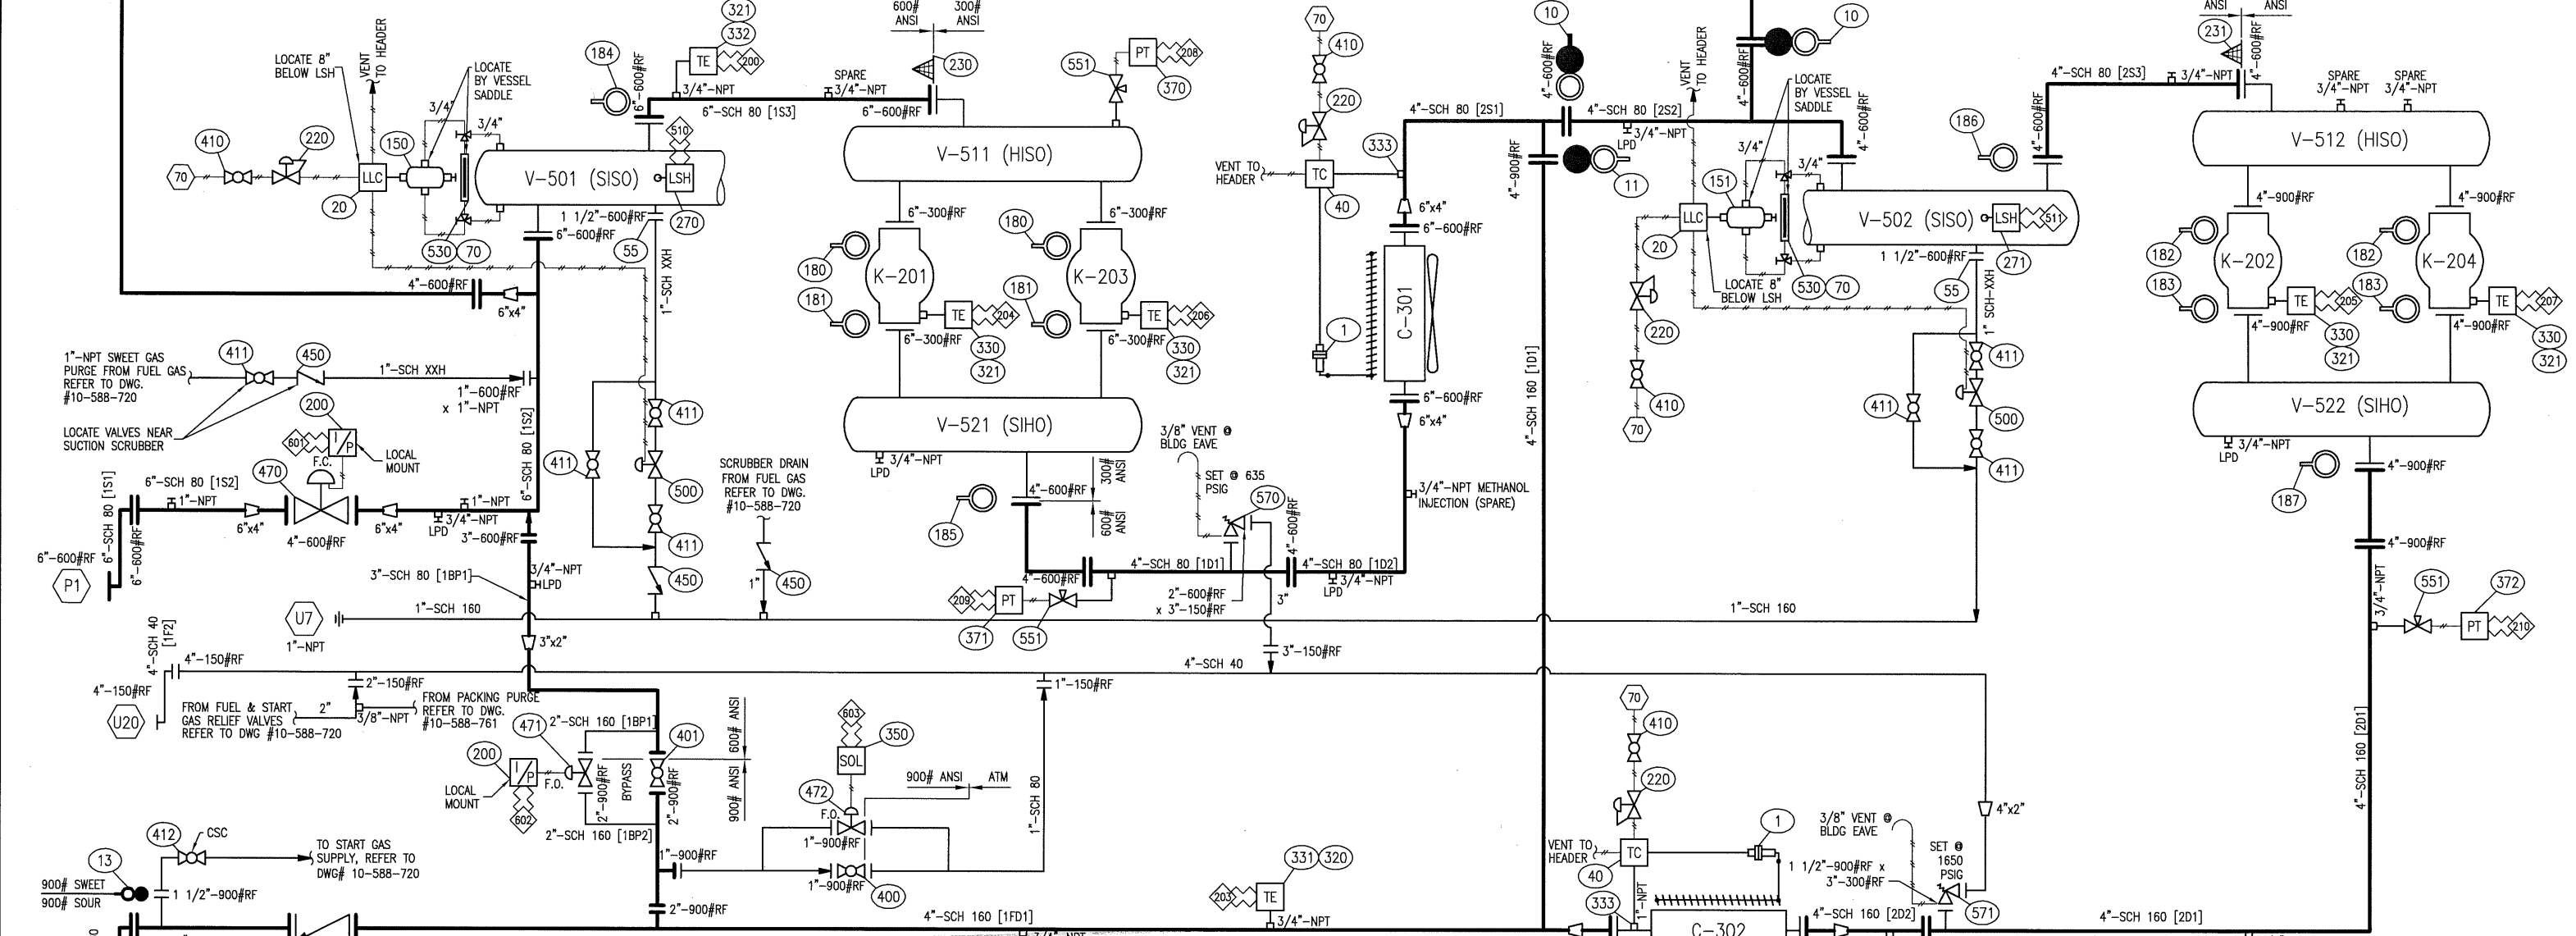 321
332
TE
200
184
600#
ANSI
300#
ANSI
230
PT
208
551
370
LOCATE 8"
BELOW LSH
VENT
TO HEADER
LOCATE
BY VESSEL
SADDLE
3/4"
3/4"
6"-600#RF
3/4"-NPT
SPARE
3/4"-NPT
6"-SCH 80 [1S3]
6"-600#RF
410
220
150
70
LLC
20
V-501 (SISO)
510
LSH
270
1 1/2"-600#RF
6"-600#RF
55
530
70
1"-SCH XXH
4"-600#RF
6"x4"
V-511 (HISO)
6"-300#RF
6"-300#RF
180
180
K-201
K-203
181
181
TE
204
TE
206
6"-300#RF
330
321
6"-300#RF
330
321
V-521 (SIHO)
LPD
3/4"-NPT
1"-NPT SWEET GAS
PURGE FROM FUEL GAS
REFER TO DWG.
#10-588-720
411
450
1"-SCH XXH
1"-600#RF
x 1"-NPT
LOCATE VALVES NEAR
SUCTION SCRUBBER
200
601
I/P
F.C.
LOCAL
MOUNT
470
6"-SCH 80 [1S2]
6"-SCH 80 [1S1]
6"-SCH 80 [1S2]
1"-NPT
6"x4"
4"-600#RF
6"x4"
1"-NPT
LPD
3/4"-NPT
3"-600#RF
6"-600#RF
6"-600#RF
P1
3"-SCH 80 [1BP1]
3/4"-NPT
LPD
411
411
500
411
450
SCRUBBER DRAIN
FROM FUEL GAS
REFER TO DWG.
#10-588-720
1"
450
U7
1"-NPT
1"-SCH 160
3"x2"
185
4"-600#RF
300#
ANSI
600#
ANSI
4"-600#RF
4"-SCH 80 [1D1]
209
PT
371
551
3/8" VENT @
BLDG EAVE
SET @ 635
PSIG
570
2"-600#RF
x 3"-150#RF
3"
4"-600#RF
4"-SCH 80 [1D2]
3/4"-NPT
LPD
3"-150#RF
4"-SCH 40
1"-SCH 160
70
410
220
VENT TO
HEADER
TC
40
333
4"-SCH 80 [2S1]
6"x4"
6"-600#RF
C-301
1
6"-600#RF
6"x4"
3/4"-NPT METHANOL
INJECTION (SPARE)
10
4"-600#RF
4"-SCH 80 [2S2]
3/4"-NPT
LPD
4"-900#RF
11
4"-SCH 160 [1D1]
4"-600#RF
10
VENT
TO HEADER
LOCATE
BY VESSEL
SADDLE
3/4"
3/4"
4"-600#RF
151
LLC
20
V-502 (SISO)
LSH
511
271
1 1/2"-600#RF
55
LOCATE 8"
BELOW LSH
530
70
220
410
70
1" SCH-XXH
411
411
500
411
186
4"-600#RF
4"-SCH 80 [2S3]
3/4"-NPT
ANSI
ANSI
231
4"-600#RF
SPARE
3/4"-NPT
SPARE
3/4"-NPT
V-512 (HISO)
4"-900#RF
4"-900#RF
182
182
K-202
K-204
183
183
TE
205
TE
207
4"-900#RF
330
321
4"-900#RF
330
321
V-522 (SIHO)
3/4"-NPT
LPD
187
4"-900#RF
4"-900#RF
3/4"-NPT
551
372
PT
210
4"-SCH 160 [2D1]
4"-SCH 40
[1F2]
4"-150#RF
4"-150#RF
U20
FROM FUEL & START
GAS RELIEF VALVES
REFER TO DWG #10-588-720
2"
2"-150#RF
3/8"-NPT
FROM PACKING PURGE
REFER TO DWG.
#10-588-761
471
2"-SCH 160 [1BP1]
401
200
I/P
F.O.
LOCAL
MOUNT
602
2"-900#RF
BYPASS
2"-900#RF
2"-SCH 160 [1BP2]
600# ANSI
900# ANSI
603
SOL
350
472
F.O.
900# ANSI
ATM
1"-900#RF
1"-900#RF
1"-900#RF
400
1"-SCH 80
1"-150#RF
2"-900#RF
412
CSC
TO START GAS
SUPPLY, REFER TO
DWG# 10-588-720
13
900# SWEET
900# SOUR
1 1/2"-900#RF
4"-SCH 160 [1FD1]
3/4"-NPT
331
320
203
TE
3/4"-NPT
70
410
220
VENT TO
HEADER
TC
40
1
333
1"-NPT
C-302
4"-SCH 160 [2D2]
3/8" VENT @
BLDG EAVE
SET @
1650
PSIG
1 1/2"-900#RF x
3"-300#RF
571
4"x2"
4"-SCH 160 [2D1]